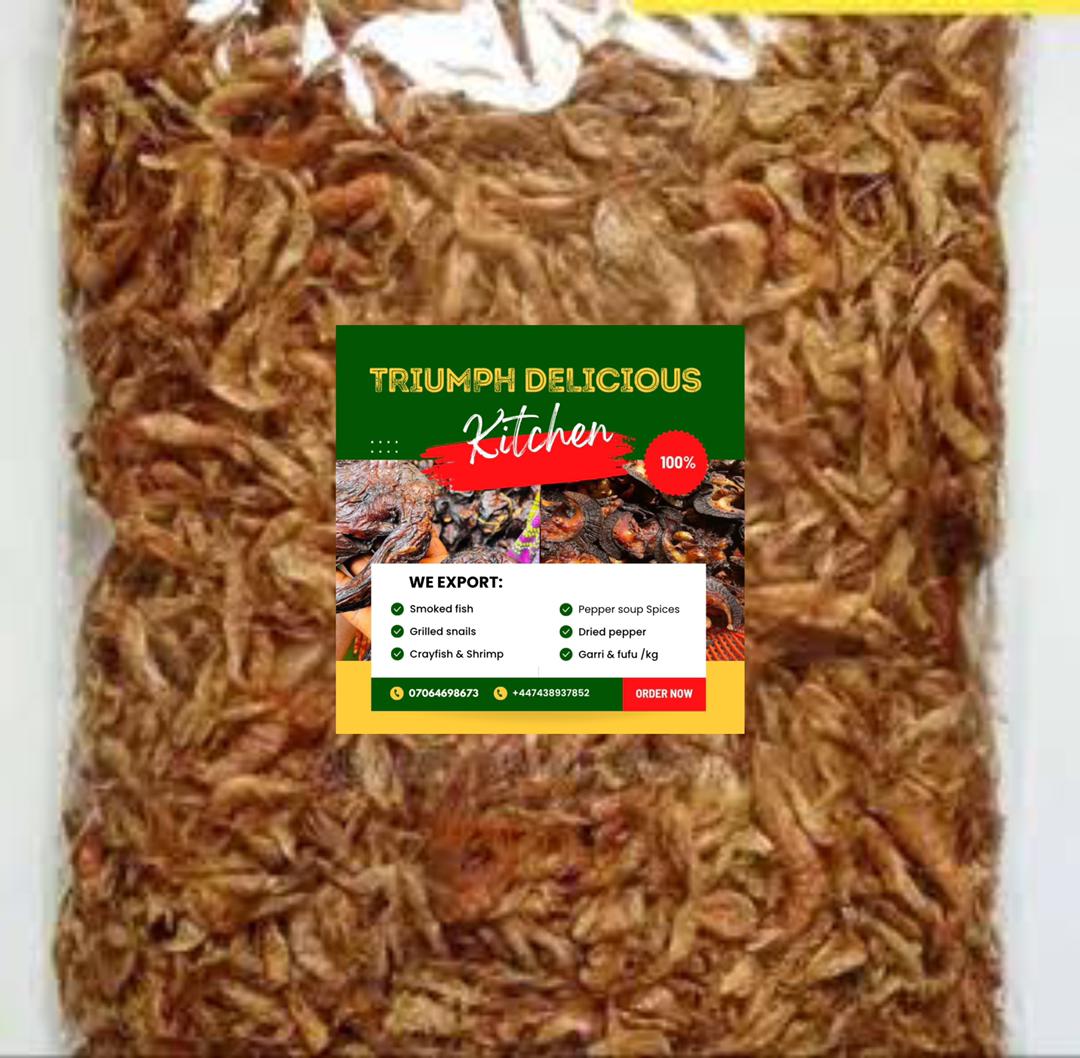 TRIUMPH DELICIOUS
Kitchen
100%
WE EXPORT:
Smoked fish
Grilled snails
Crayfish & Shrimp
Pepper soup Spices
Dried pepper
Garri & fufu /kg
07064698673
+447438937852
ORDER NOW